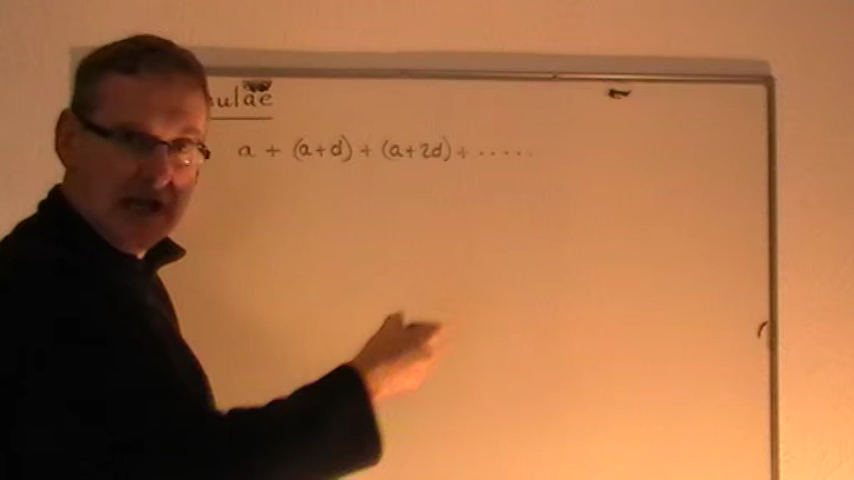 ulae
a + (a+d) + (a+2d) + .....